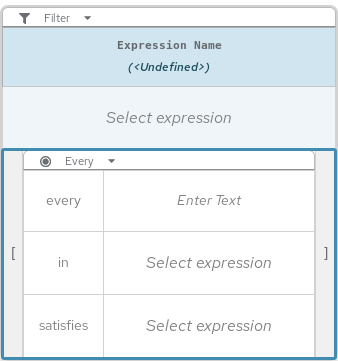 Filter
Expression Name
(<Undefined>)
Select expression
Every
every Enter Text
[ in Select expression ]
satisfies Select expression